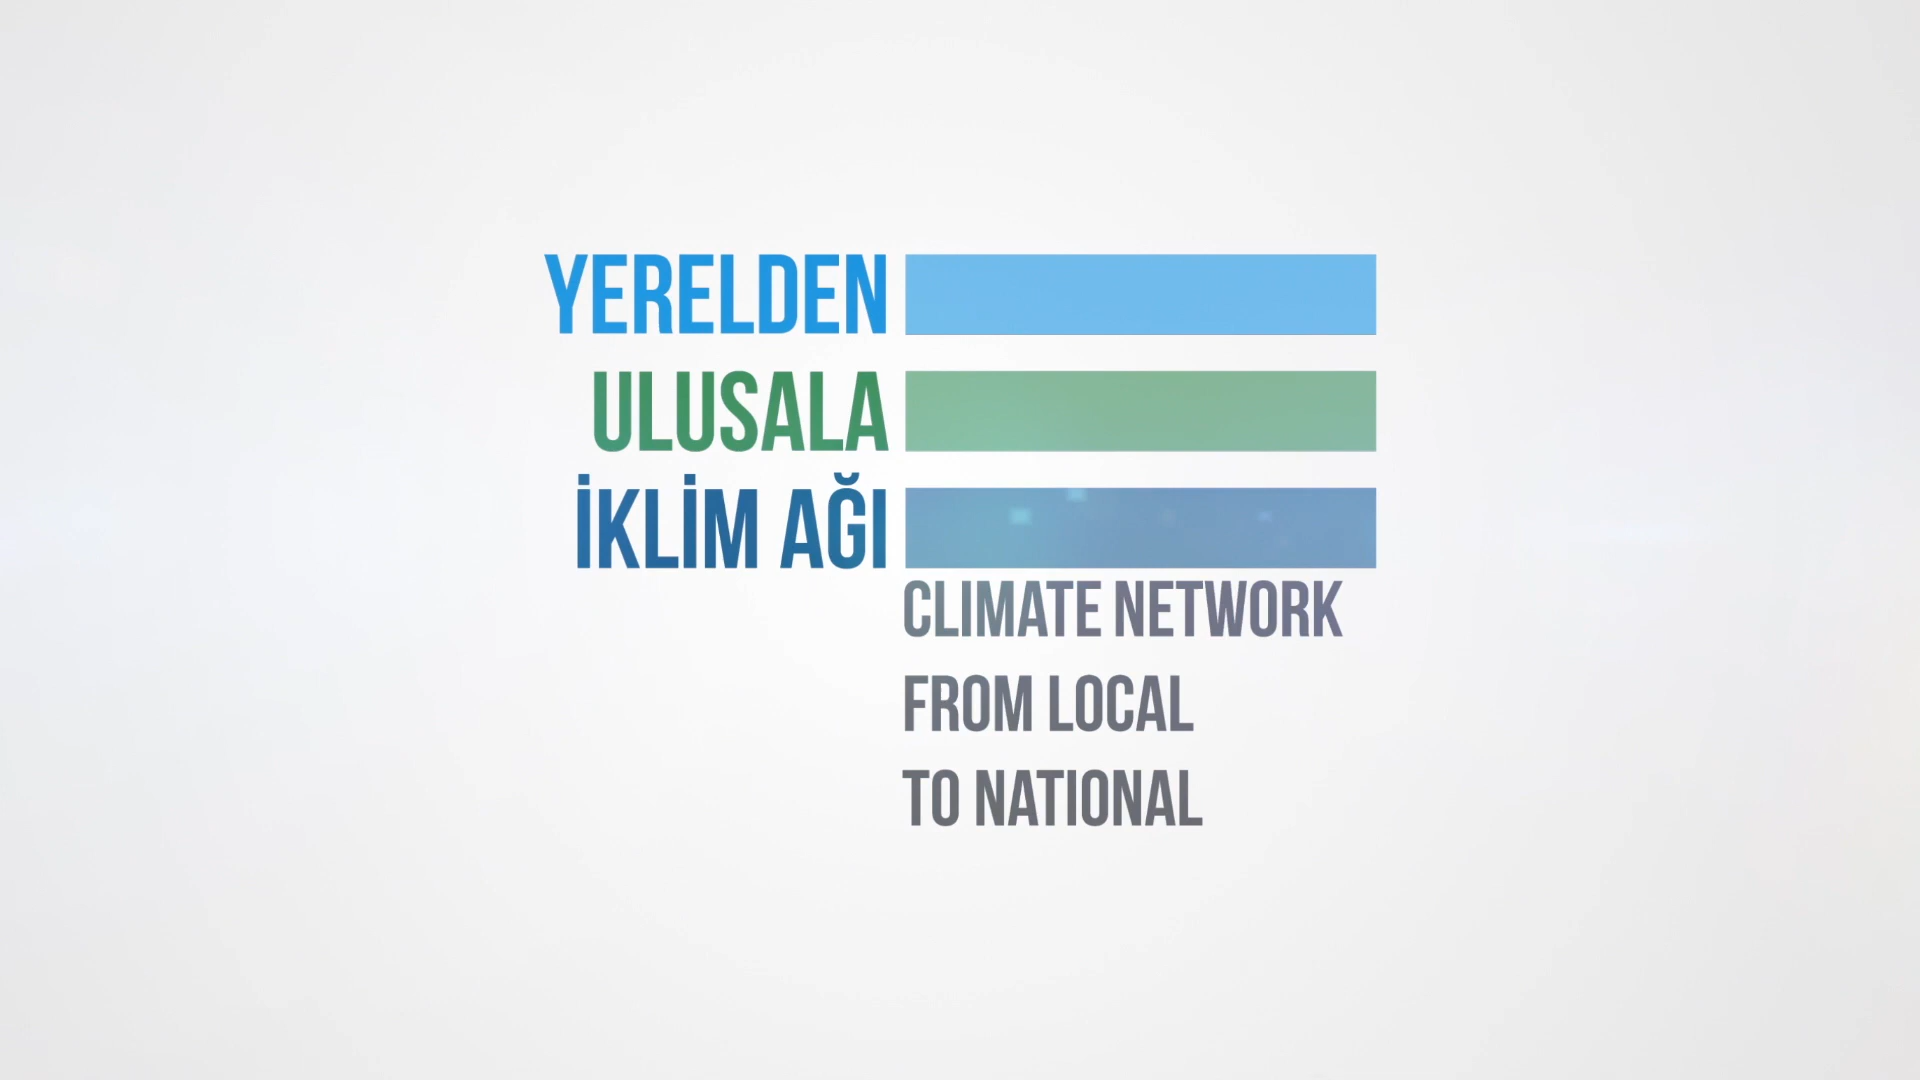 YERELDEN
ULUSALA
İKLİM AĞI
CLIMATE NETWORK
FROM LOCAL
TO NATIONAL